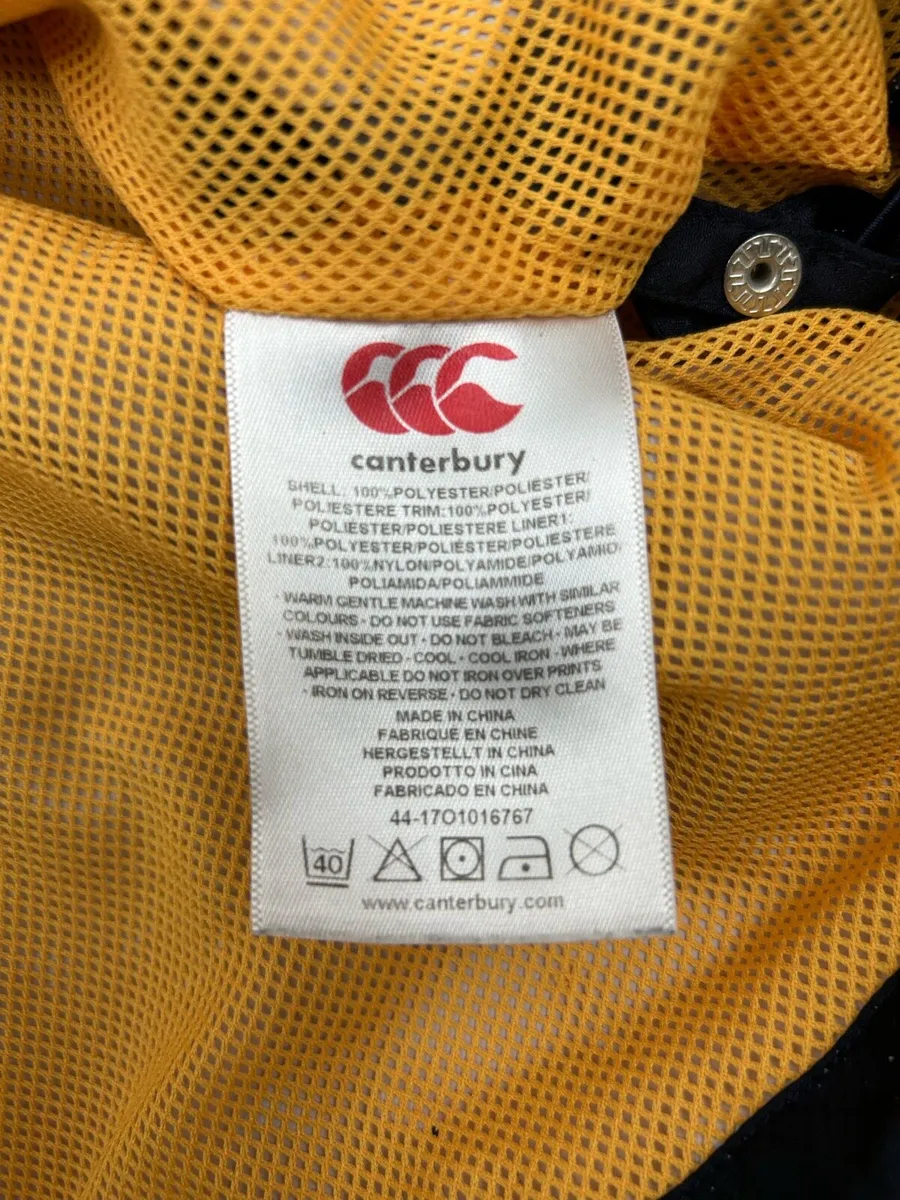 canterbury
SHELL: 100%POLYESTER/POLIESTER/
POLIESTERE TRIM:100%POLYESTER/
POLIESTER/POLIESTERE LINER1:
100%POLYESTER/POLIESTER/POLIESTERE
LINER2:100%NYLON/POLYAMIDE/POLYAMID/
POLIAMIDA/POLIAMMIDE
· WARM GENTLE MACHINE WASH WITH SIMILAR
COLOURS · DO NOT USE FABRIC SOFTENERS
· WASH INSIDE OUT · DO NOT BLEACH · MAY BE
TUMBLE DRIED - COOL · COOL IRON · WHERE
APPLICABLE DO NOT IRON OVER PRINTS
· IRON ON REVERSE · DO NOT DRY CLEAN
MADE IN CHINA
FABRIQUE EN CHINE
HERGESTELLT IN CHINA
PRODOTTO IN CINA
FABRICADO EN CHINA
44-17O1016767
40
www.canterbury.com